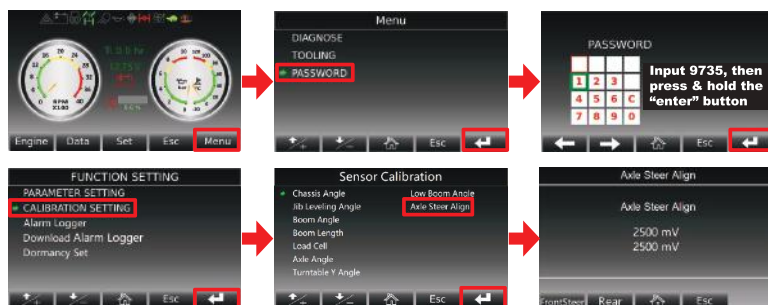 Engine Data Set Esc Menu
Menu
DIAGNOSE
TOOLING
PASSWORD
Esc
PASSWORD
1 2 3
4 5 6 C
7 8 9 0
Input 9735, then
press & hold the
“enter” button
Esc
FUNCTION SETTING
PARAMETER SETTING
CALIBRATION SETTING
Alarm Logger
Download Alarm Logger
Dormancy Set
Esc
Sensor Calibration
Chassis Angle Low Boom Angle
Jib Leveling Angle Axle Steer Align
Boom Angle
Boom Length
Load Cell
Axle Angle
Turntable Y Angle
Esc
Axle Steer Align
Axle Steer Align
2500 mV
2500 mV
FrontSteer Rear Esc